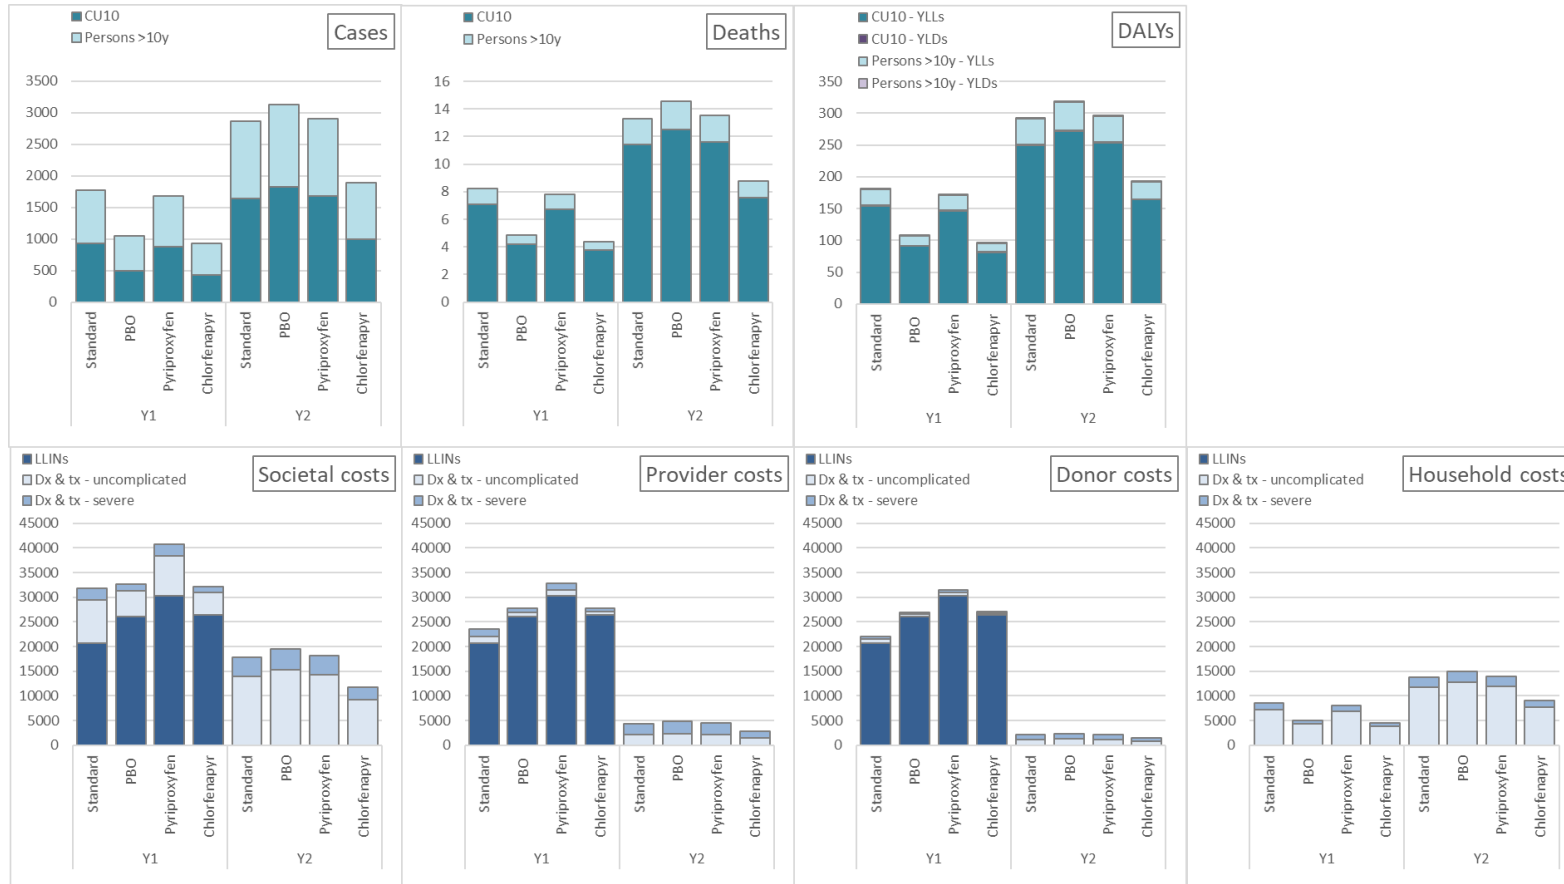 CU10
Persons >10y
Cases
3500
3000
2500
2000
1500
1000
500
0
Standard
PBO
Pyriproxyfen
Chlorfenapyr
Standard
PBO
Pyriproxyfen
Chlorfenapyr
Y1
Y2
CU10
Persons >10y
Deaths
16
14
12
10
8
6
4
2
0
Standard
PBO
Pyriproxyfen
Chlorfenapyr
Standard
PBO
Pyriproxyfen
Chlorfenapyr
Y1
Y2
CU10 - YLLs
CU10 - YLDs
Persons >10y - YLLs
Persons >10y - YLDs
DALYs
350
300
250
200
150
100
50
0
Standard
PBO
Pyriproxyfen
Chlorfenapyr
Standard
PBO
Pyriproxyfen
Chlorfenapyr
Y1
Y2
LLINs
Dx & tx - uncomplicated
Dx & tx - severe
Societal costs
45000
40000
35000
30000
25000
20000
15000
10000
5000
0
Standard
PBO
Pyriproxyfen
Chlorfenapyr
Standard
PBO
Pyriproxyfen
Chlorfenapyr
Y1
Y2
LLINs
Dx & tx - uncomplicated
Dx & tx - severe
Provider costs
45000
40000
35000
30000
25000
20000
15000
10000
5000
0
Standard
PBO
Pyriproxyfen
Chlorfenapyr
Standard
PBO
Pyriproxyfen
Chlorfenapyr
Y1
Y2
LLINs
Dx & tx - uncomplicated
Dx & tx - severe
Donor costs
45000
40000
35000
30000
25000
20000
15000
10000
5000
0
Standard
PBO
Pyriproxyfen
Chlorfenapyr
Standard
PBO
Pyriproxyfen
Chlorfenapyr
Y1
Y2
LLINs
Dx & tx - uncomplicated
Dx & tx - severe
Household costs
45000
40000
35000
30000
25000
20000
15000
10000
5000
0
Standard
PBO
Pyriproxyfen
Chlorfenapyr
Standard
PBO
Pyriproxyfen
Chlorfenapyr
Y1
Y2